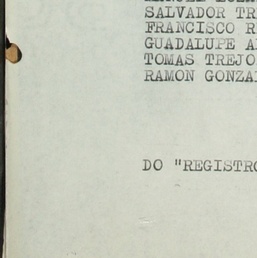 SALVADOR TR
FRANCISCO R
GUADALUPE A
TOMAS TREJO
RAMON GONZA
DO "REGISTRO